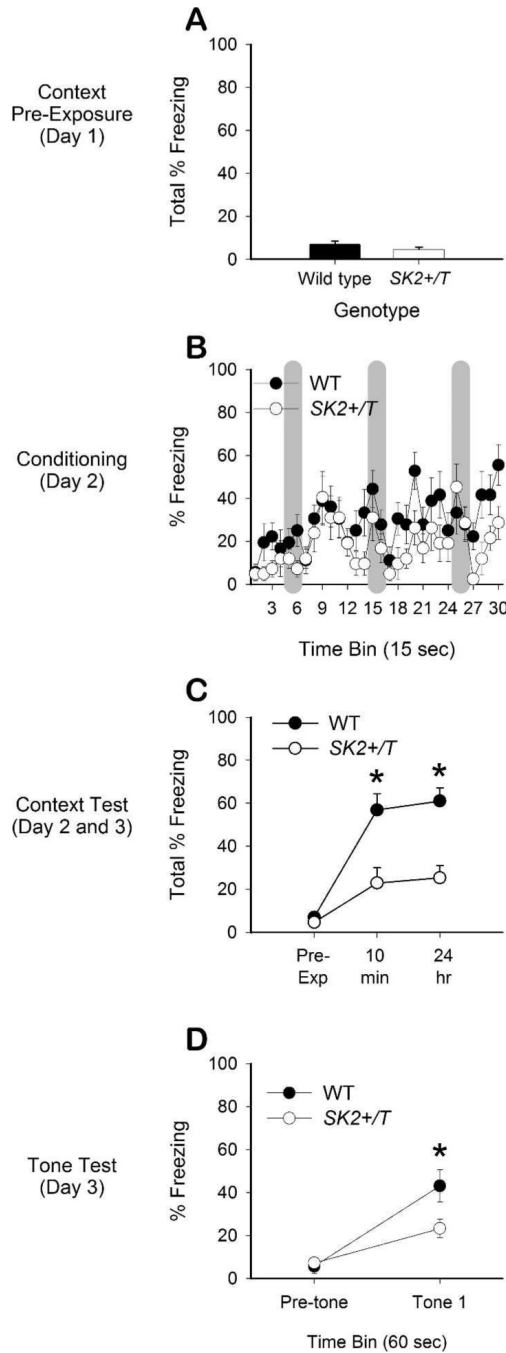 A
Context
Pre-Exposure
(Day 1)
Total % Freezing
100
80
60
40
20
0
Wild type
SK2+/T
Genotype
B
Conditioning
(Day 2)
% Freezing
100
80
60
40
20
0
WT
SK2+/T
3 6 9 12 15 18 21 24 27 30
Time Bin (15 sec)
C
Context Test
(Day 2 and 3)
Total % Freezing
100
80
60
40
20
0
WT
SK2+/T
* *
Pre-
Exp
10
min
24
hr
D
Tone Test
(Day 3)
% Freezing
100
80
60
40
20
0
WT
SK2+/T
*
Pre-tone
Tone 1
Time Bin (60 sec)